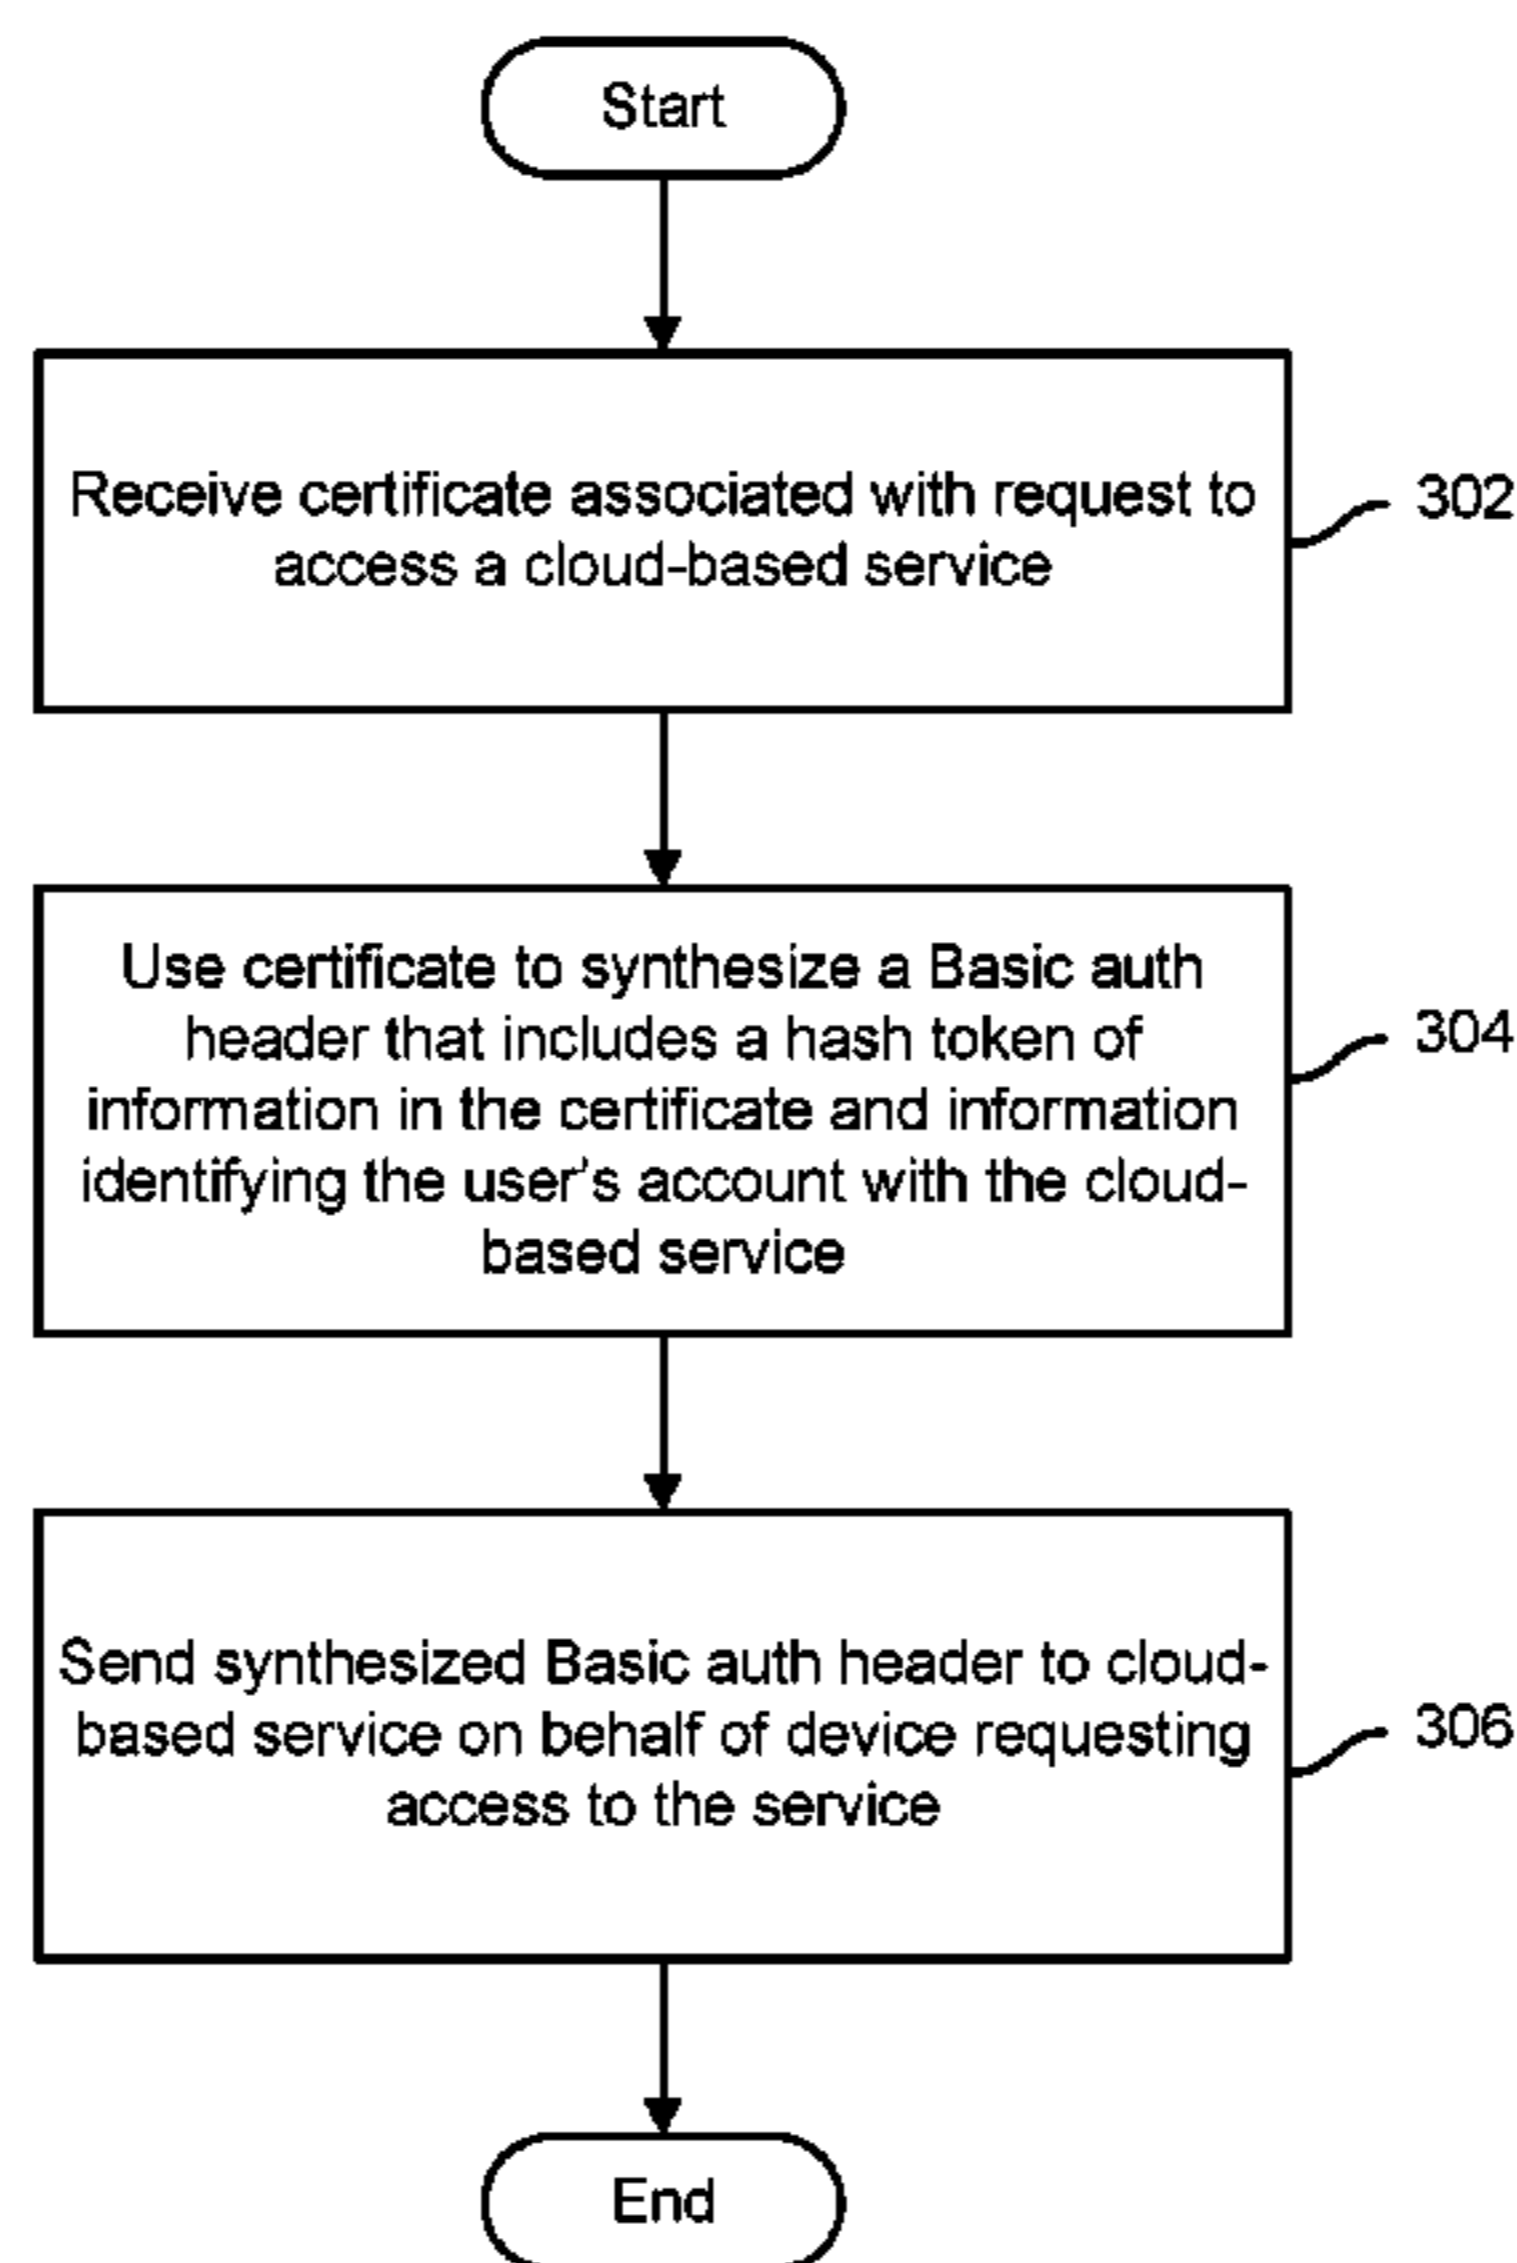 Start
Receive certificate associated with request to
access a cloud-based service
302
Use certificate to synthesize a Basic auth
header that includes a hash token of
information in the certificate and information
identifying the user's account with the cloud-
based service
304
Send synthesized Basic auth header to cloud-
based service on behalf of device requesting
access to the service
306
End